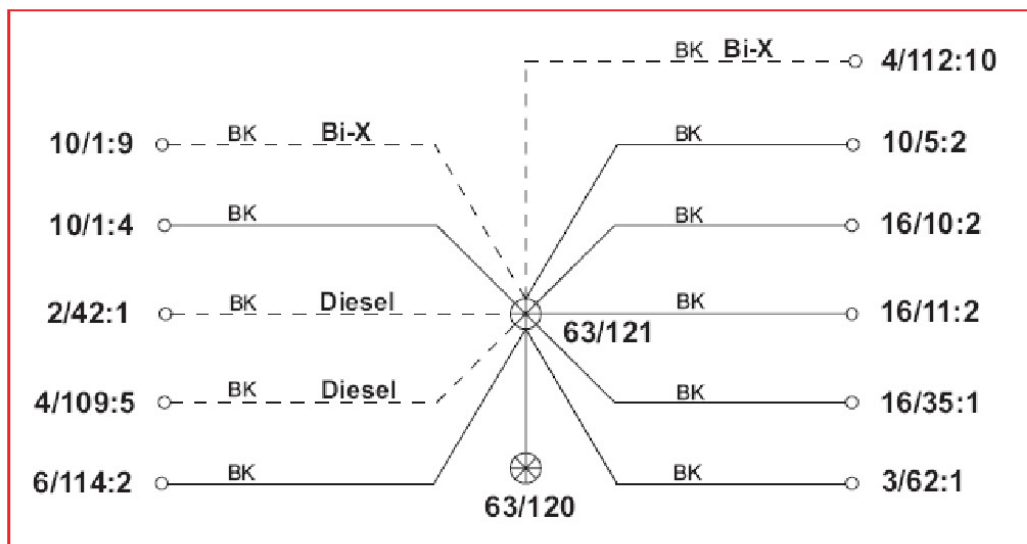 BK Bi-X 4/112:10
10/1:9 BK Bi-X
BK 10/5:2
10/1:4 BK
BK 16/10:2
2/42:1 BK Diesel
BK 16/11:2
63/121
4/109:5 BK Diesel
BK 16/35:1
6/114:2 BK
BK 3/62:1
63/120